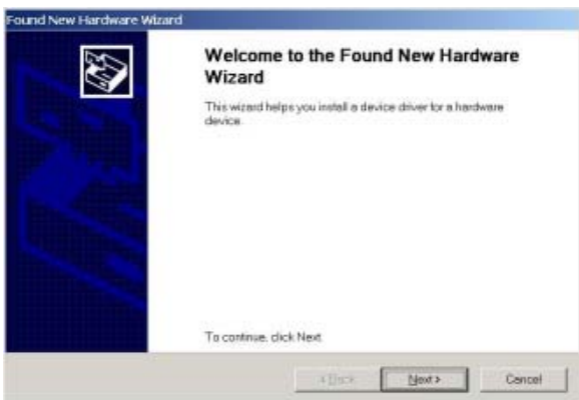 Found New Hardware Wizard
Welcome to the Found New Hardware
Wizard
This wizard helps you install a device driver for a hardware
device.
To continue, click Next
< Back
Next >
Cancel